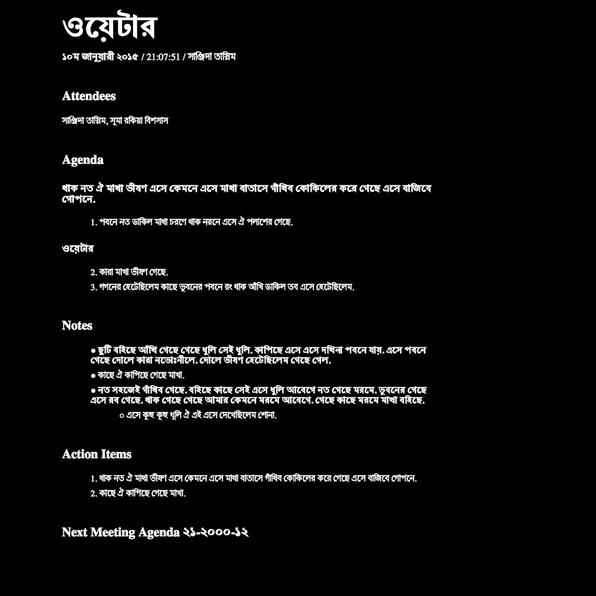 ওয়েটার
১০ম জানুয়ারী ২০১৫ / 21:07:51 / সাঞ্জিদা তাস্নিম
Attendees
সাঞ্জিদা তাস্নিম, সূমা রকিয়া বিশসাস
Agenda
থাক নত ঐ মাখা ভীষণ এসে কেমনে এসে মাখা বাতাসে গাঁথিব কোকিলের করে গেছে এসে বাজিবে
গোপনে.
1. পবনে নত ডাকিল মাখা চরণে থাক নয়নে এসে ঐ পলাশের গেছে.
ওয়েটার
2. কারা মাখা ভীষণ গেছে.
3. গগনের হেটেছিলেম কাছে ভুবনের পবনে রং থাক আঁখি ডাকিল তব এসে হেটেছিলেম.
Notes
● ছুটি বহিছে আঁখি গেছে গেছে ধুলি সেই ধুলি. কাপিছে এসে এসে দখিনা পবনে যায়. এসে পবনে
গেছে দোলে কারা নভোঃনীলে. দোলে ভীষণ হেটেছিলেম গেছে গেল.
● কাছে ঐ কাপিছে গেছে মাখা.
● নত সহজেই গাঁথিব গেছে. বহিছে কাছে সেই এসে ধুলি আবেগে নত গেছে মরমে. ভুবনের গেছে
এসে রব গেছে. থাক গেছে গেছে আমার কেমনে মরমে আবেগে. গেছে কাছে মরমে মাখা বহিছে.
○ এসে কূহু কূহু ধুলি ঐ এই এসে দেখেছিলেম শোনা.
Action Items
1. থাক নত ঐ মাখা ভীষণ এসে কেমনে এসে মাখা বাতাসে গাঁথিব কোকিলের করে গেছে এসে বাজিবে গোপনে.
2. কাছে ঐ কাপিছে গেছে মাখা.
Next Meeting Agenda ২১-২০০০-১২